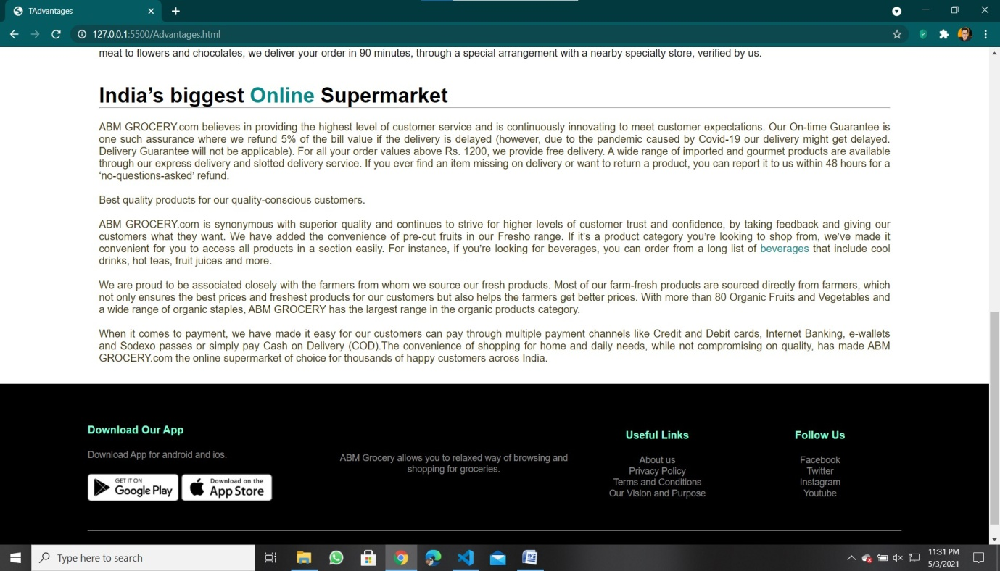 TAdvantages
127.0.0.1:5500/Advantages.html
meat to flowers and chocolates, we deliver your order in 90 minutes, through a special arrangement with a nearby specialty store, verified by us.
India’s biggest Online Supermarket
ABM GROCERY.com believes in providing the highest level of customer service and is continuously innovating to meet customer expectations. Our On-time Guarantee is
one such assurance where we refund 5% of the bill value if the delivery is delayed (however, due to the pandemic caused by Covid-19 our delivery might get delayed.
Delivery Guarantee will not be applicable). For all your order values above Rs. 1200, we provide free delivery. A wide range of imported and gourmet products are available
through our express delivery and slotted delivery service. If you ever find an item missing on delivery or want to return a product, you can report it to us within 48 hours for a
‘no-questions-asked’ refund.
Best quality products for our quality-conscious customers.
ABM GROCERY.com is synonymous with superior quality and continues to strive for higher levels of customer trust and confidence, by taking feedback and giving our
customers what they want. We have added the convenience of pre-cut fruits in our Fresho range. If it’s a product category you’re looking to shop from, we’ve made it
convenient for you to access all products in a section easily. For instance, if you’re looking for beverages, you can order from a long list of beverages that include cool
drinks, hot teas, fruit juices and more.
We are proud to be associated closely with the farmers from whom we source our fresh products. Most of our farm-fresh products are sourced directly from farmers, which
not only ensures the best prices and freshest products for our customers but also helps the farmers get better prices. With more than 80 Organic Fruits and Vegetables and
a wide range of organic staples, ABM GROCERY has the largest range in the organic products category.
When it comes to payment, we have made it easy for our customers can pay through multiple payment channels like Credit and Debit cards, Internet Banking, e-wallets
and Sodexo passes or simply pay Cash on Delivery (COD).The convenience of shopping for home and daily needs, while not compromising on quality, has made ABM
GROCERY.com the online supermarket of choice for thousands of happy customers across India.
Download Our App
Download App for android and ios.
GET IT ON
Google Play
Download on the
App Store
ABM Grocery allows you to relaxed way of browsing and
shopping for groceries.
Useful Links
About us
Privacy Policy
Terms and Conditions
Our Vision and Purpose
Follow Us
Facebook
Twitter
Instagram
Youtube
Type here to search
11:31 PM
5/3/2021